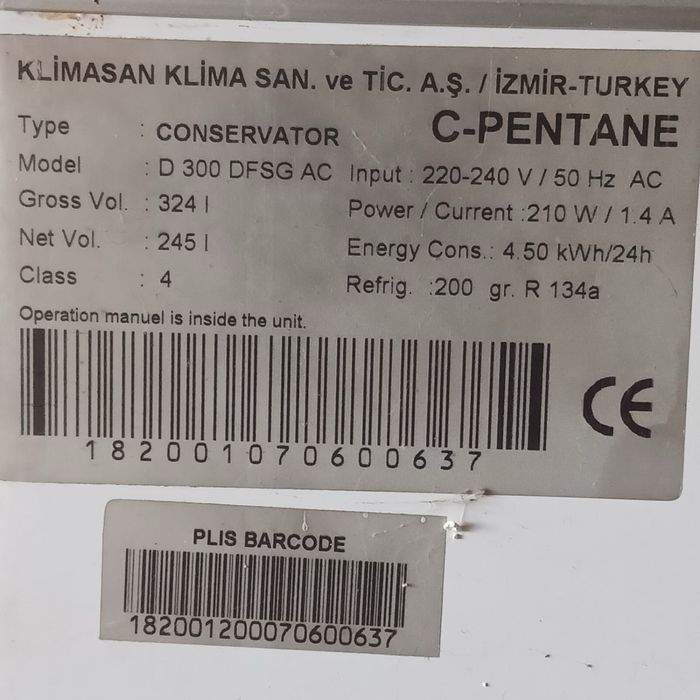 KLİMASAN KLİMA SAN. ve TİC. A.Ş. / İZMİR-TURKEY
C-PENTANE
Type : CONSERVATOR
Model : D 300 DFSG AC Input : 220-240 V / 50 Hz AC
Gross Vol. : 324 l Power / Current :210 W / 1.4 A
Net Vol. : 245 l Energy Cons.: 4.50 kWh/24h
Class : 4 Refrig. :200 gr. R 134a
Operation manuel is inside the unit.
CE
182001070600637
PLIS BARCODE
182001200070600637